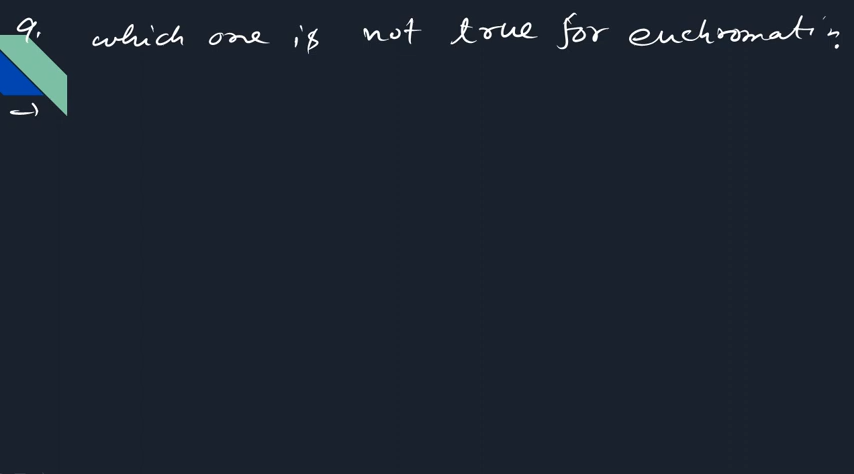 9. which one is not true for euchromatin
→